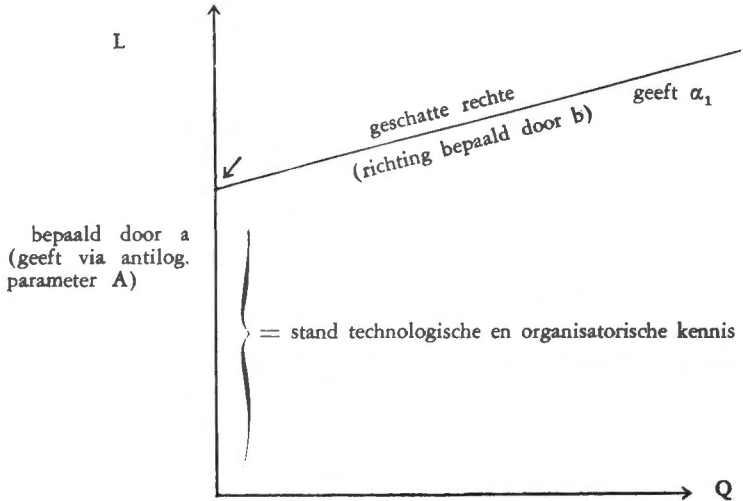 L
geschatte rechte
(richting bepaald door b)
geeft α₁
bepaald door a
(geeft via antilog.
parameter A)
= stand technologische en organisatorische kennis
Q